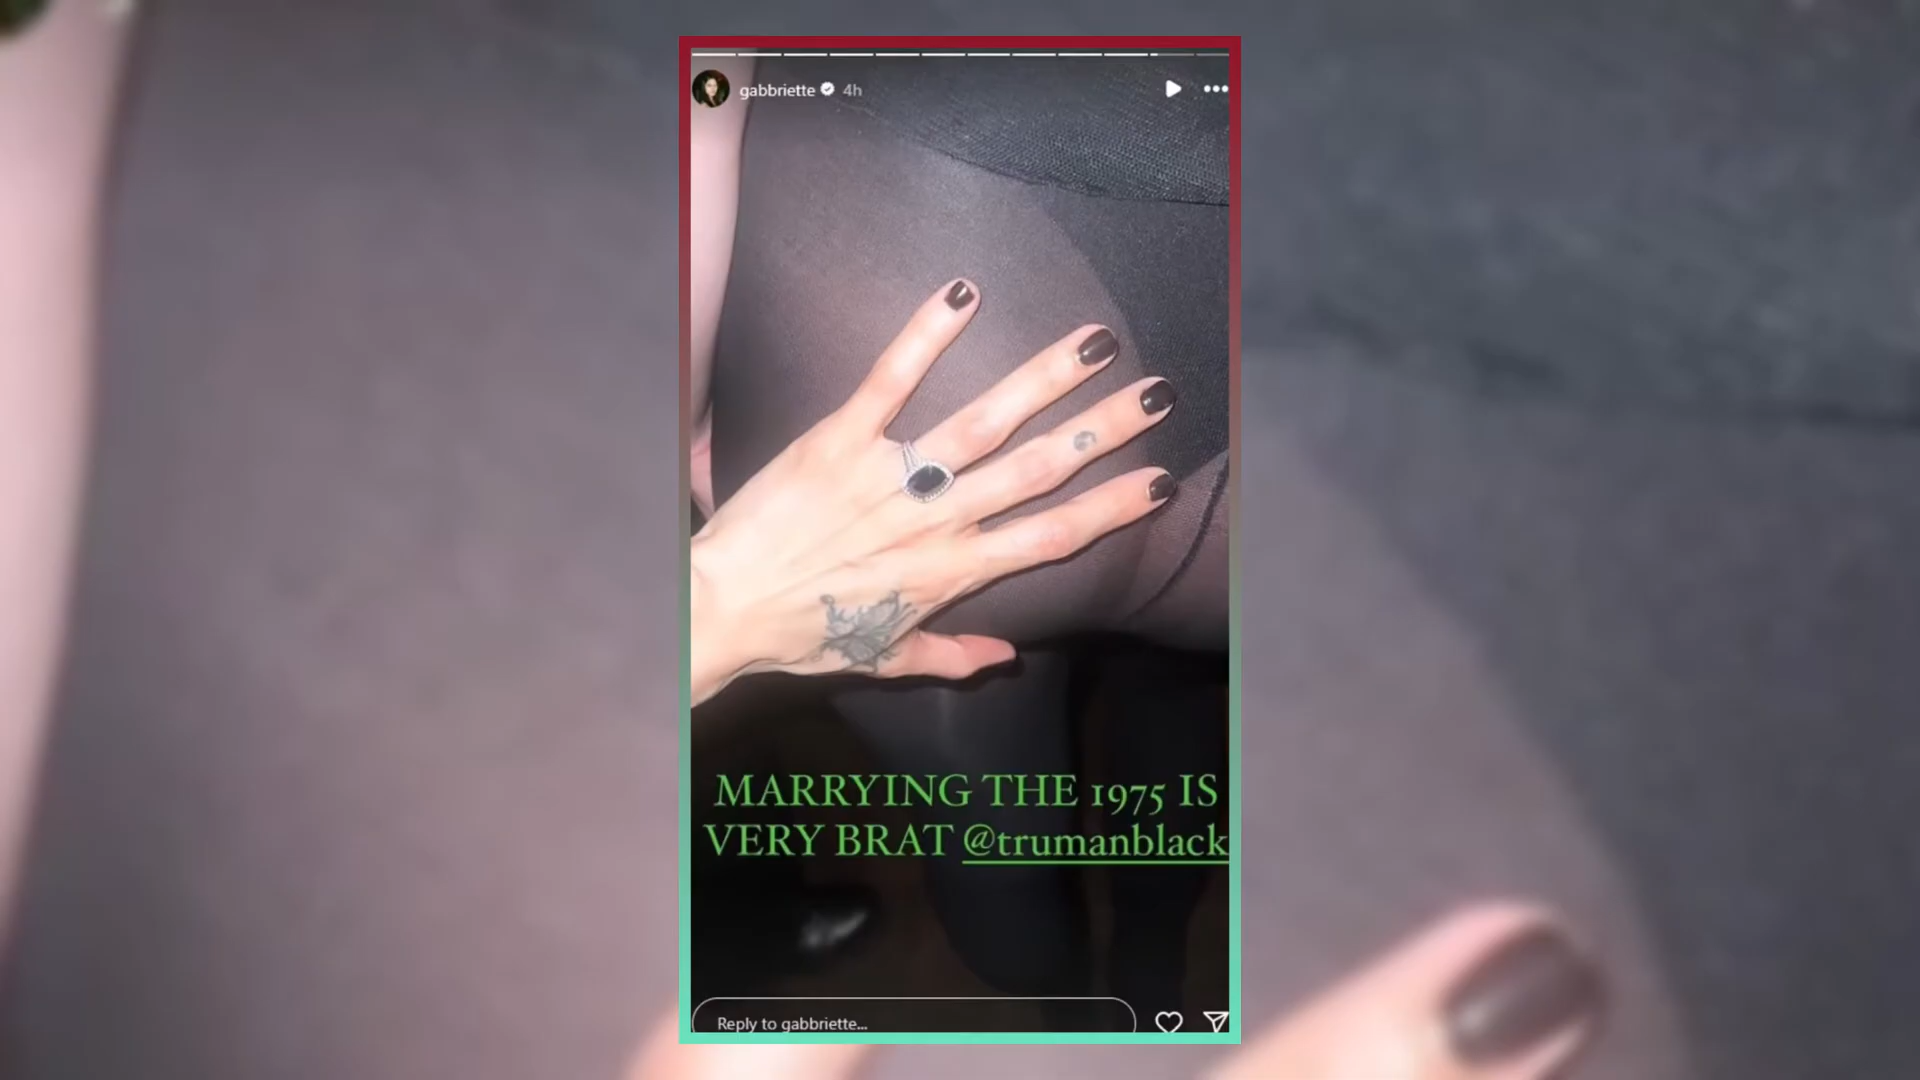 gabbriette 4h
MARRYING THE 1975 IS
VERY BRAT @trumanblack
Reply to gabbriette...